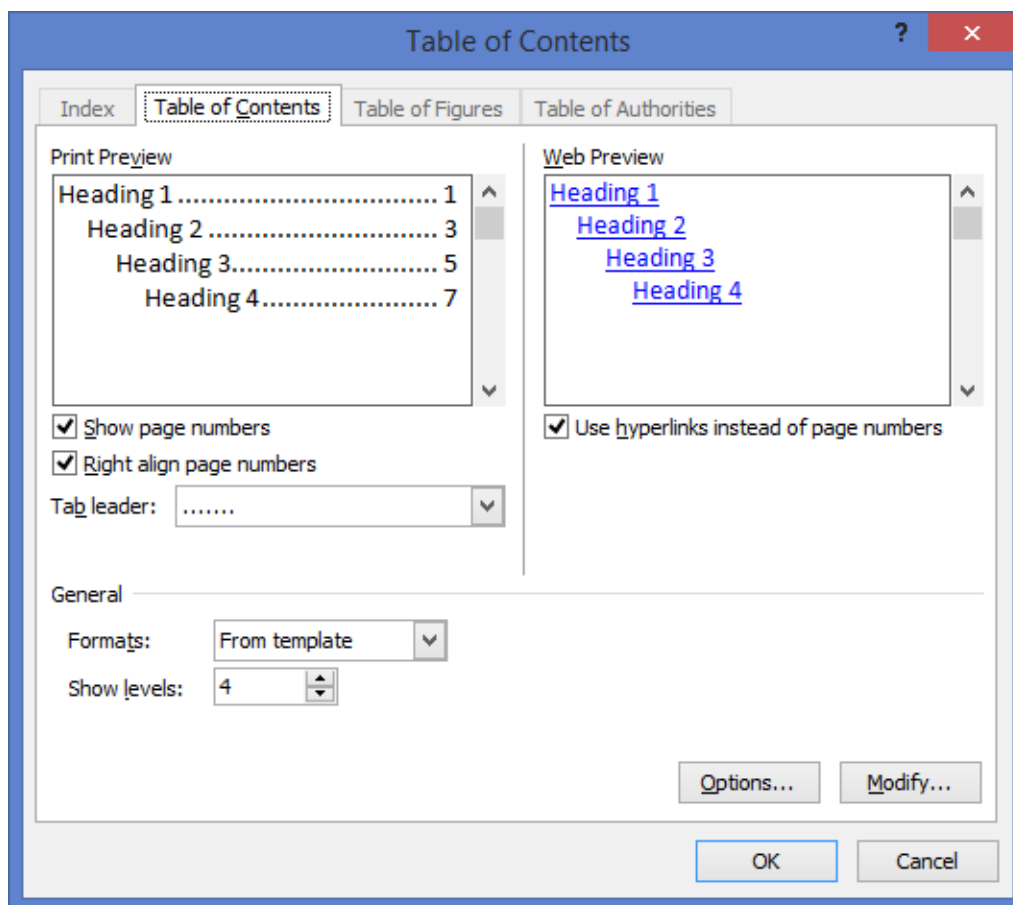 Table of Contents
?
Index Table of Contents Table of Figures Table of Authorities
Print Preview
Heading 1.................................. 1
Heading 2.............................. 3
Heading 3........................... 5
Heading 4....................... 7
Show page numbers
Right align page numbers
Tab leader: .......
Web Preview
Heading 1
Heading 2
Heading 3
Heading 4
Use hyperlinks instead of page numbers
General
Formats: From template
Show levels: 4
Options... Modify...
OK Cancel